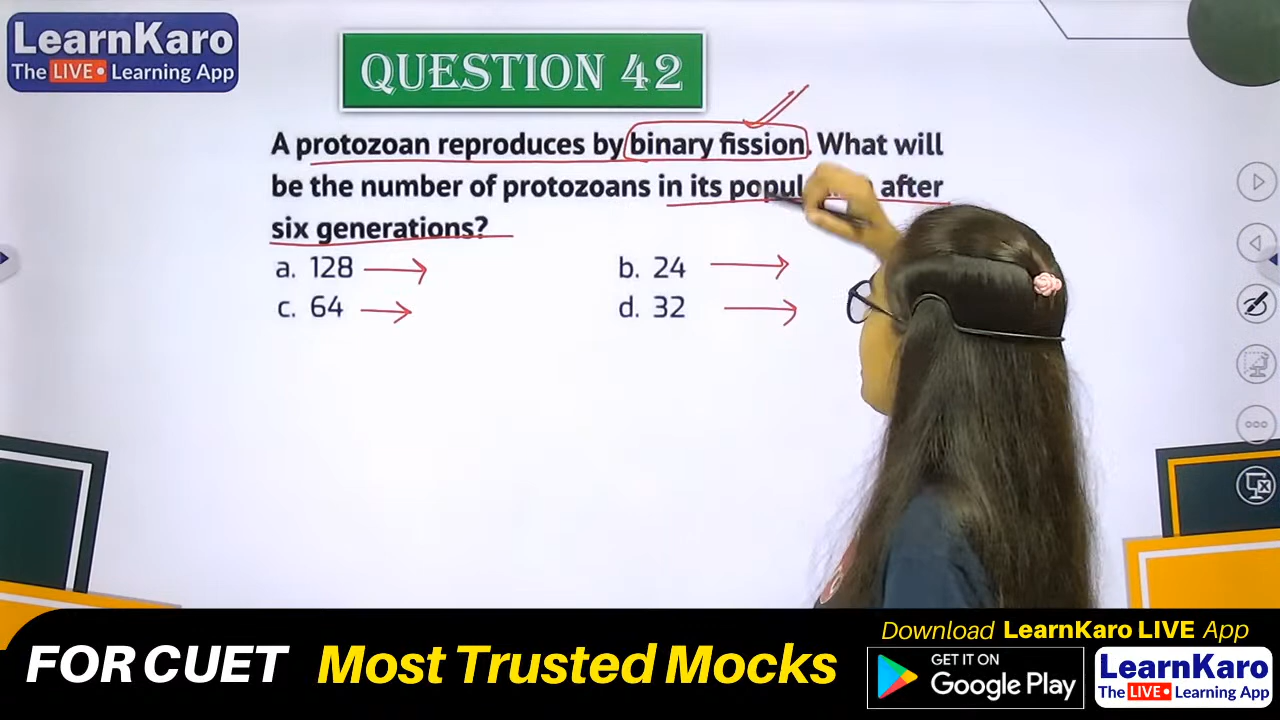 LearnKaro
The LIVE Learning App
QUESTION 42
A protozoan reproduces by binary fission. What will
be the number of protozoans in its after
six generations?
a. 128
b. 24
c. 64
d. 32
FOR CUET Most Trusted Mocks
Download LearnKaro LIVE App
GET IT ON
Google Play
LearnKaro
The LIVE Learning App